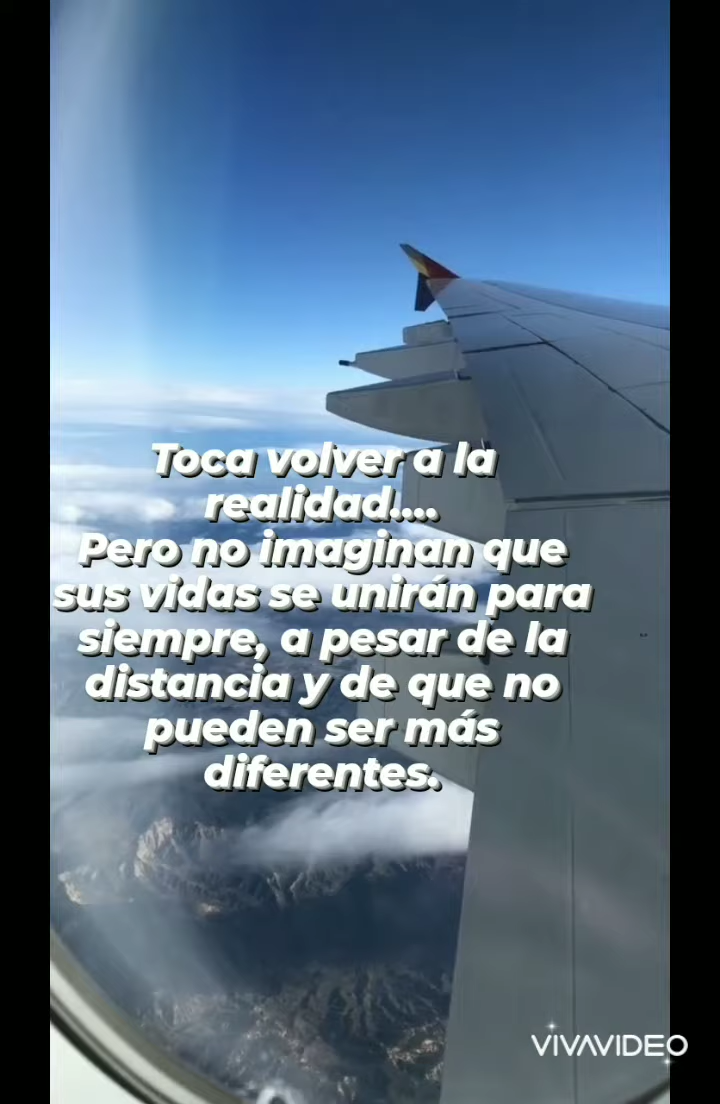 Toca volver a la
realidad....
Pero no imaginan que
sus vidas se unirán para
siempre, a pesar de la
distancia y de que no
pueden ser más
diferentes.
VIVAVIDEO